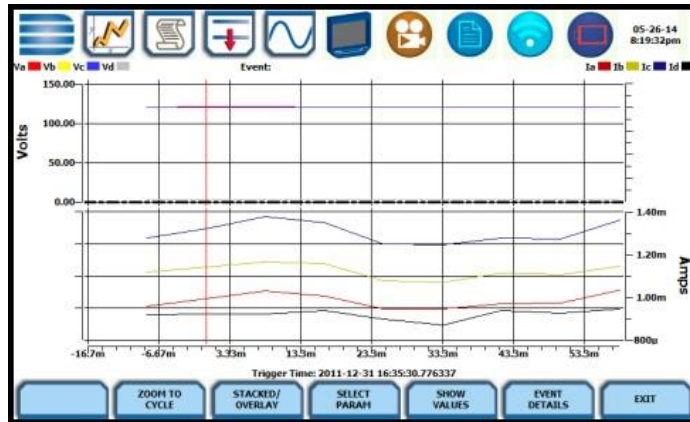 05-26-14
8:19:32pm
Va Vb Vc Vd
Event:
Ia Ib Ic Id
150.00
100.00
50.00
0.00
Volts
1.40m
1.20m
1.00m
800µ
Amps
-16.7m -6.67m 3.33m 13.3m 23.3m 33.3m 43.3m 53.3m
Trigger Time: 2011-12-31 16:35:30.776337
ZOOM TO
CYCLE
STACKED/
OVERLAY
SELECT
PARAM
SHOW
VALUES
EVENT
DETAILS
EXIT